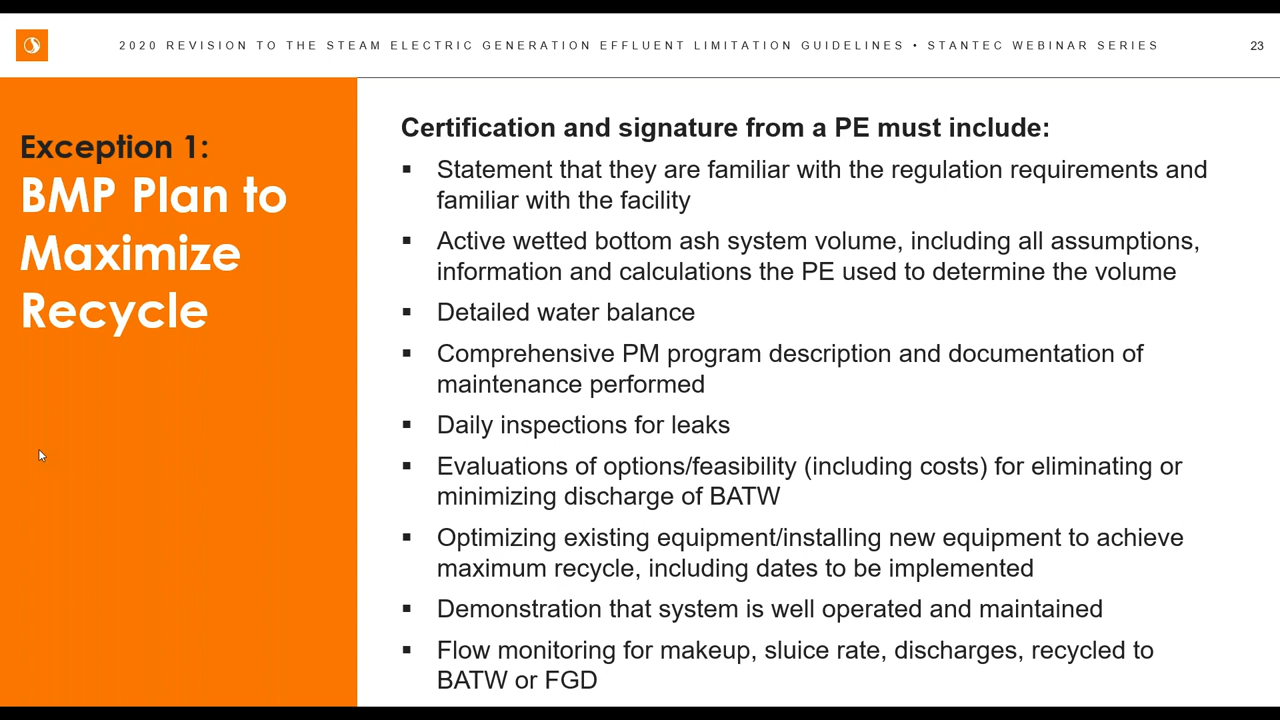 2020 REVISION TO THE STEAM ELECTRIC GENERATION EFFLUENT LIMITATION GUIDELINES • STANTEC WEBINAR SERIES
23
Exception 1:
BMP Plan to
Maximize
Recycle
Certification and signature from a PE must include:
▪ Statement that they are familiar with the regulation requirements and
familiar with the facility
▪ Active wetted bottom ash system volume, including all assumptions,
information and calculations the PE used to determine the volume
▪ Detailed water balance
▪ Comprehensive PM program description and documentation of
maintenance performed
▪ Daily inspections for leaks
▪ Evaluations of options/feasibility (including costs) for eliminating or
minimizing discharge of BATW
▪ Optimizing existing equipment/installing new equipment to achieve
maximum recycle, including dates to be implemented
▪ Demonstration that system is well operated and maintained
▪ Flow monitoring for makeup, sluice rate, discharges, recycled to
BATW or FGD